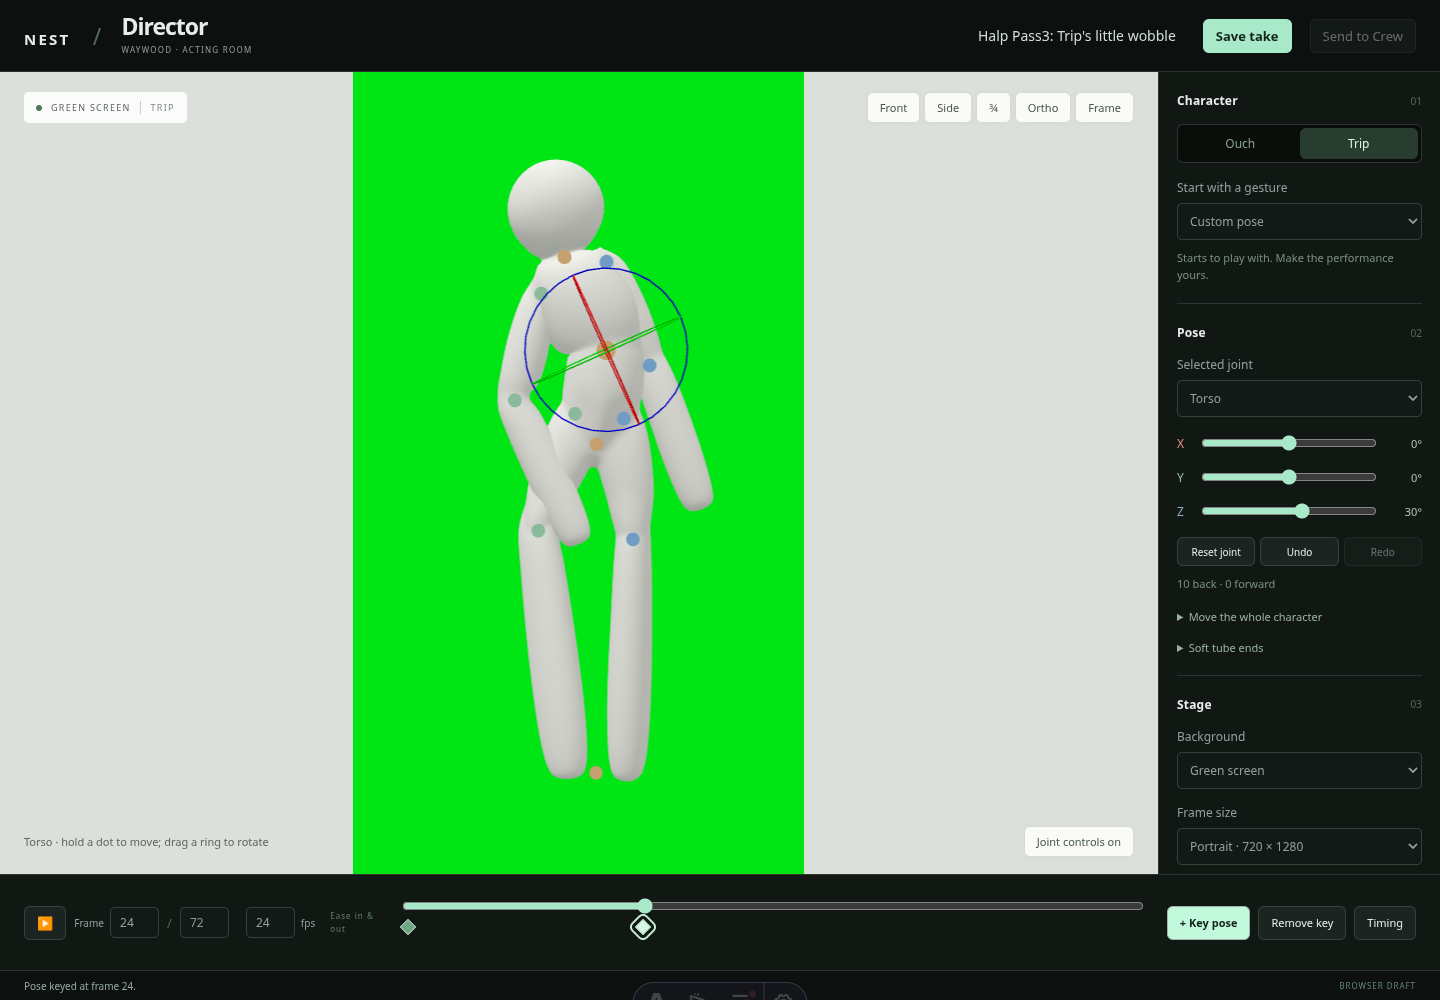 NEST / Director
WAYWOOD · ACTING ROOM
Halp Pass3: Trip's little wobble
Save take
Send to Crew
GREEN SCREEN | TRIP
Front
Side
¾
Ortho
Frame
Torso · hold a dot to move; drag a ring to rotate
Joint controls on
Character 01
Ouch
Trip
Start with a gesture
Custom pose
Starts to play with. Make the performance
yours.
Pose 02
Selected joint
Torso
X 0°
Y 0°
Z 30°
Reset joint
Undo
Redo
10 back · 0 forward
▶ Move the whole character
▶ Soft tube ends
Stage 03
Background
Green screen
Frame size
Portrait · 720 × 1280
Frame 24 / 72
24 fps
Ease in &
out
+ Key pose
Remove key
Timing
Pose keyed at frame 24.
BROWSER DRAFT